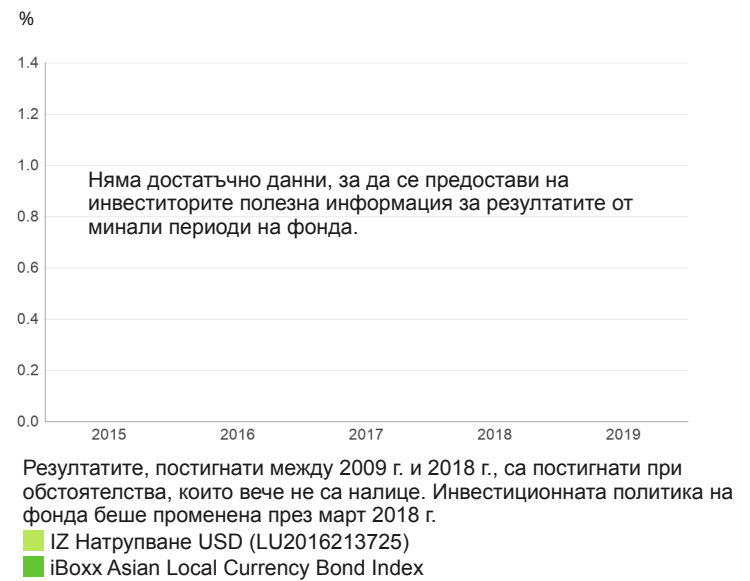 %
1.4
1.2
1.0
Няма достатъчно данни, за да се предостави на
инвеститорите полезна информация за резултатите от
0.8
минали периоди на фонда.
0.6
0.4
0.2
0.0
2015 2016 2017 2018 2019
Резултатите, постигнати между 2009 г. и 2018 г., са постигнати при
обстоятелства, които вече не са налице. Инвестиционната политика на
фонда беше променена през март 2018 г.
IZ Натрупване USD (LU2016213725)
iBoxx Asian Local Currency Bond Index